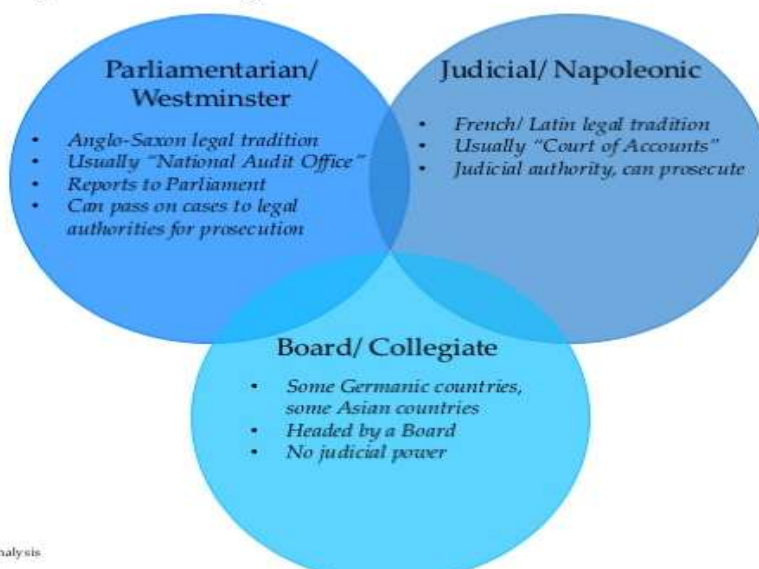 Parliamentarian/
Westminster
• Anglo-Saxon legal tradition
• Usually “National Audit Office”
• Reports to Parliament
• Can pass on cases to legal
authorities for prosecution
Judicial/ Napoleonic
• French/ Latin legal tradition
• Usually “Court of Accounts”
• Judicial authority, can prosecute
Board/ Collegiate
• Some Germanic countries,
some Asian countries
• Headed by a Board
• No judicial power